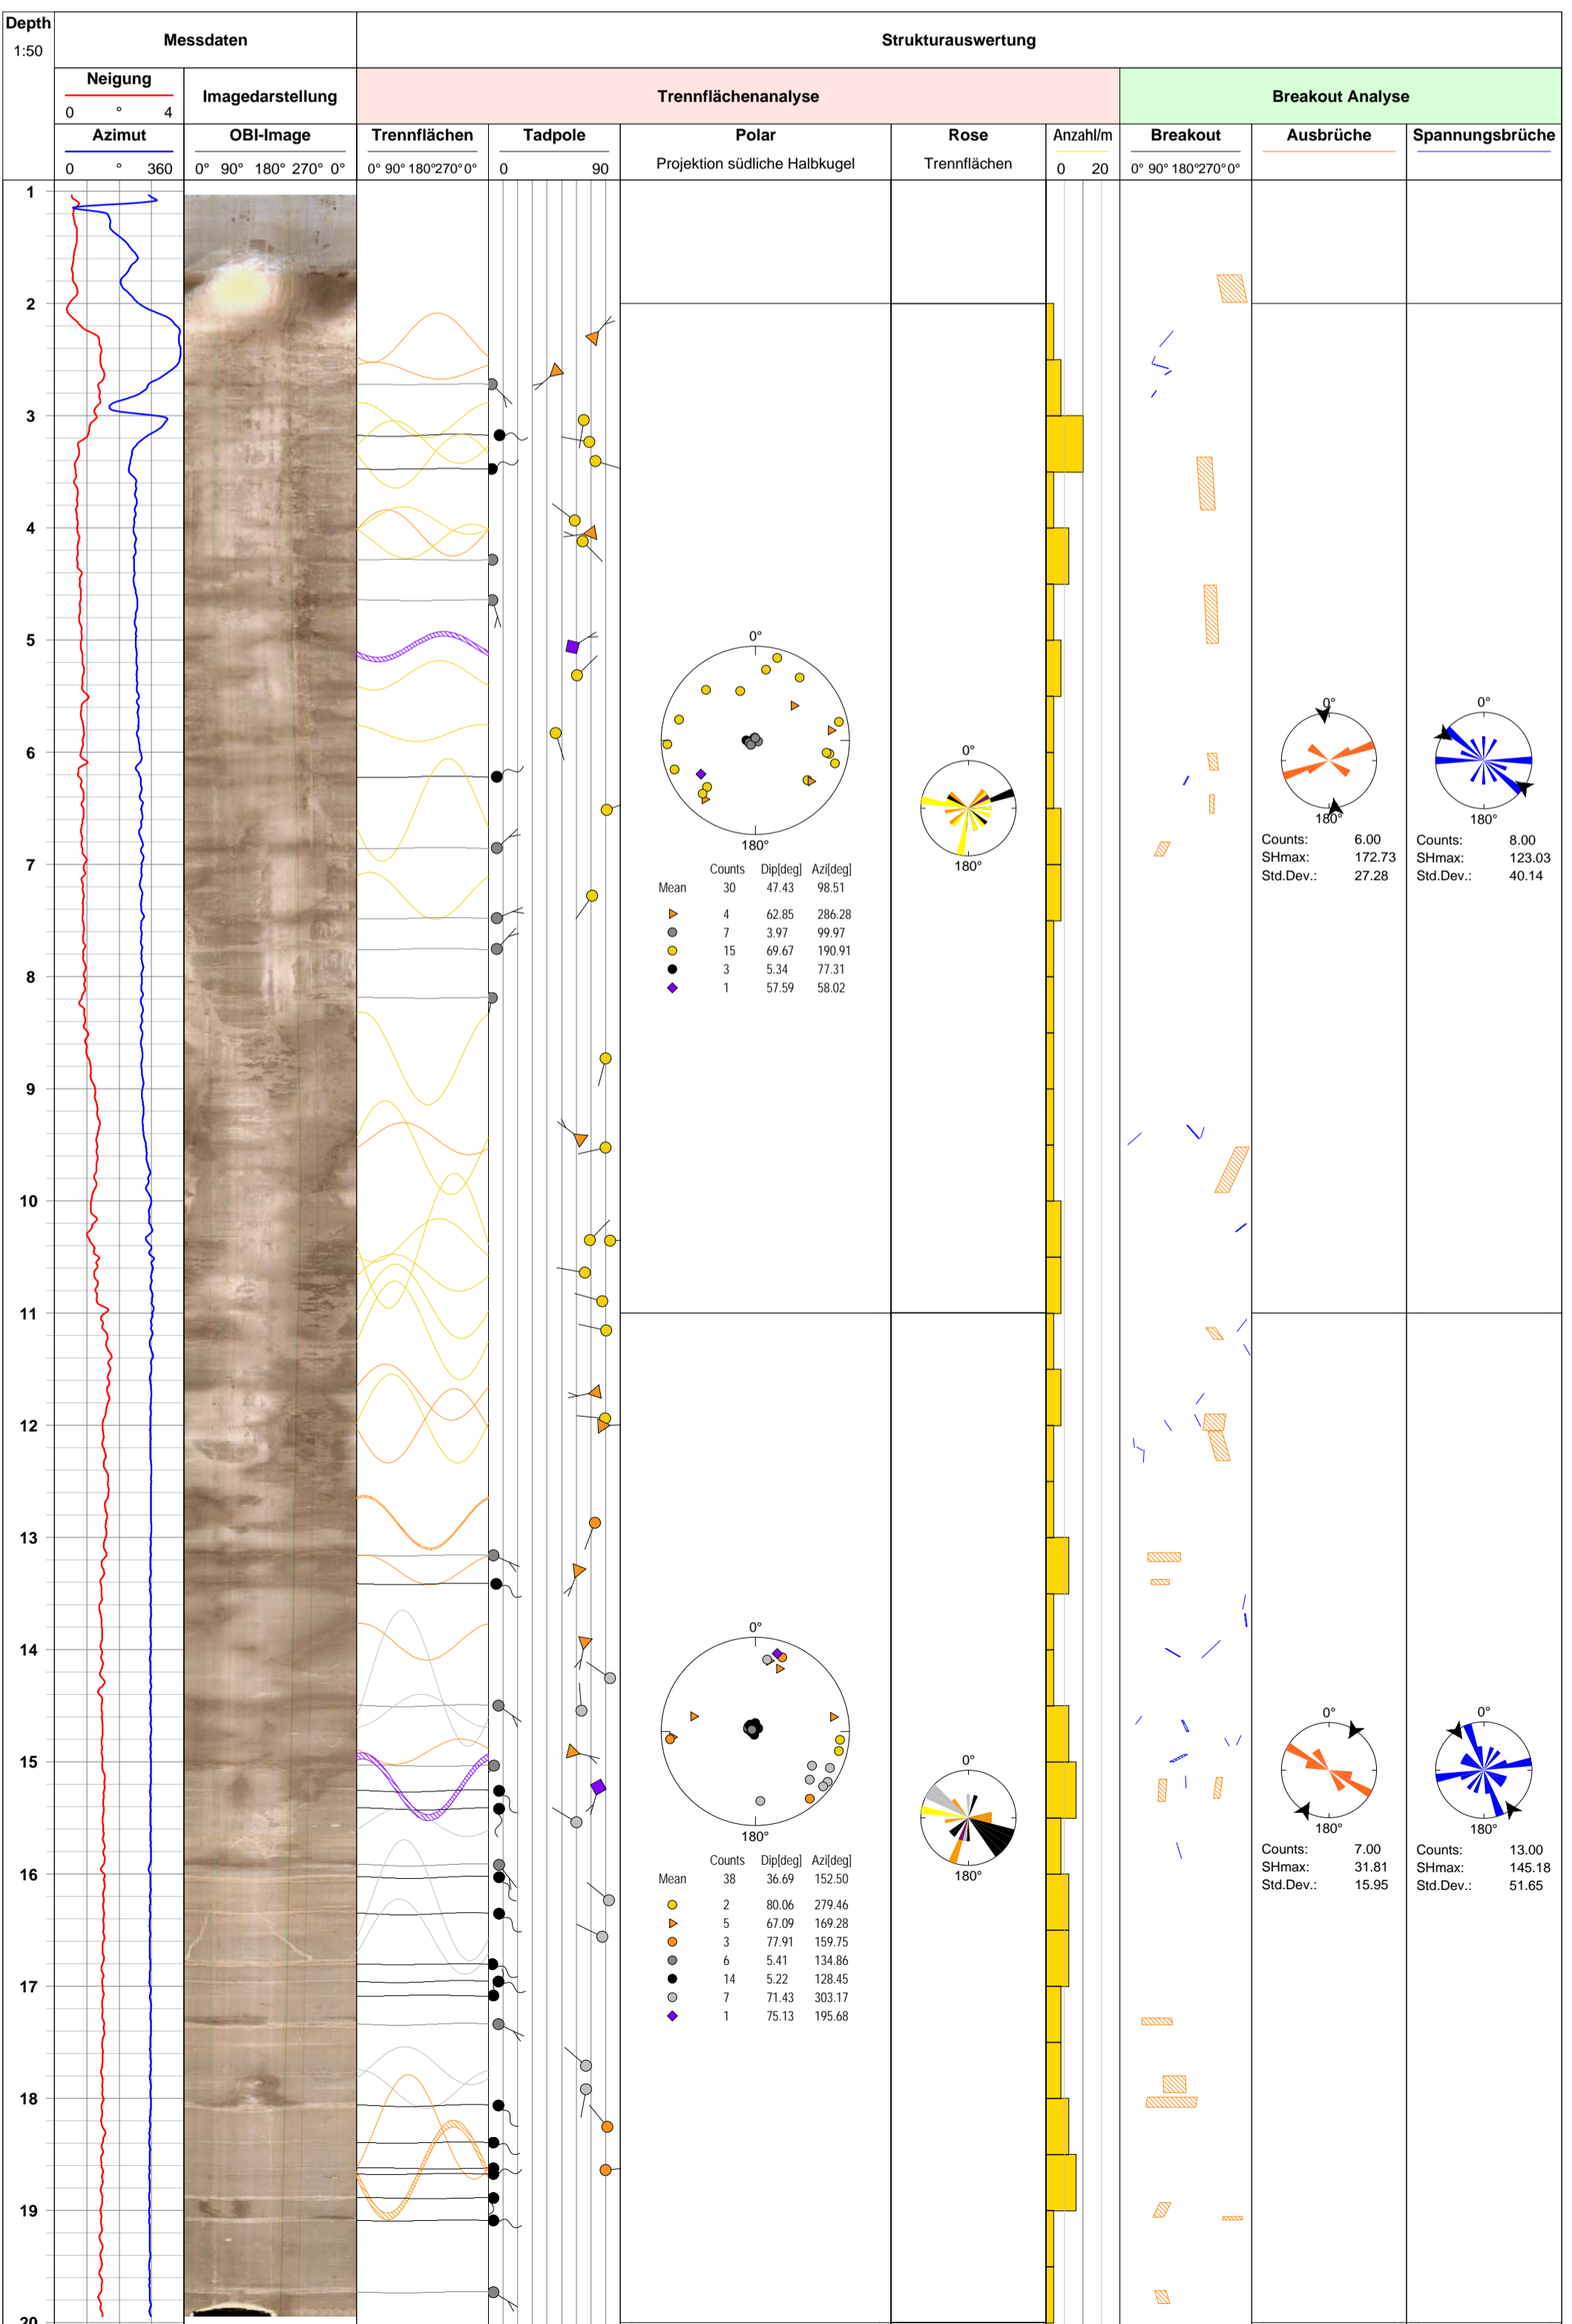 Depth
1:50
Messdaten
Strukturauswertung
Neigung
0 ° 4
Imagedarstellung
Trennflächenanalyse
Breakout Analyse
Azimut
0 ° 360
OBI-Image
0° 90° 180° 270° 0°
Trennflächen
0° 90° 180° 270° 0°
Tadpole
0 90
Polar
Projektion südliche Halbkugel
Rose
Trennflächen
Anzahl/m
0 20
Breakout
0° 90° 180° 270° 0°
Ausbrüche
Spannungsbrüche
1
2
3
4
5
6
7
8
9
10
11
12
13
14
15
16
17
18
19
20
0°
180°
Counts Dip[deg] Azi[deg]
Mean 30 47.43 98.51
4 62.85 286.28
7 3.97 99.97
15 69.67 190.91
3 5.34 77.31
1 57.59 58.02
0°
180°
0°
180°
Counts: 6.00
SHmax: 172.73
Std.Dev.: 27.28
0°
180°
Counts: 8.00
SHmax: 123.03
Std.Dev.: 40.14
0°
180°
Counts Dip[deg] Azi[deg]
Mean 38 36.69 152.50
2 80.06 279.46
5 67.09 169.28
3 77.91 159.75
6 5.41 134.86
14 5.22 128.45
7 71.43 303.17
1 75.13 195.68
0°
180°
0°
180°
Counts: 7.00
SHmax: 31.81
Std.Dev.: 15.95
0°
180°
Counts: 13.00
SHmax: 145.18
Std.Dev.: 51.65